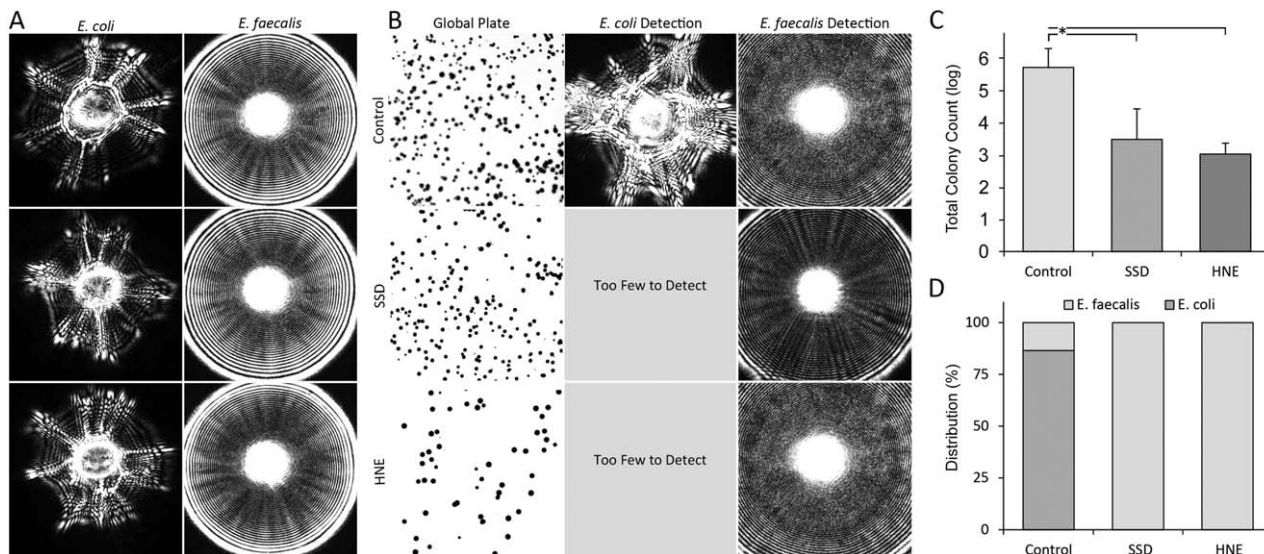 A
E. coli
E. faecalis
B
Global Plate
E. coli Detection
E. faecalis Detection
Control
SSD
Too Few to Detect
HNE
Too Few to Detect
C
Total Colony Count (log)
6
5
4
3
2
1
0
*
Control
SSD
HNE
D
E. faecalis
E. coli
Distribution (%)
100
75
50
25
0
Control
SSD
HNE